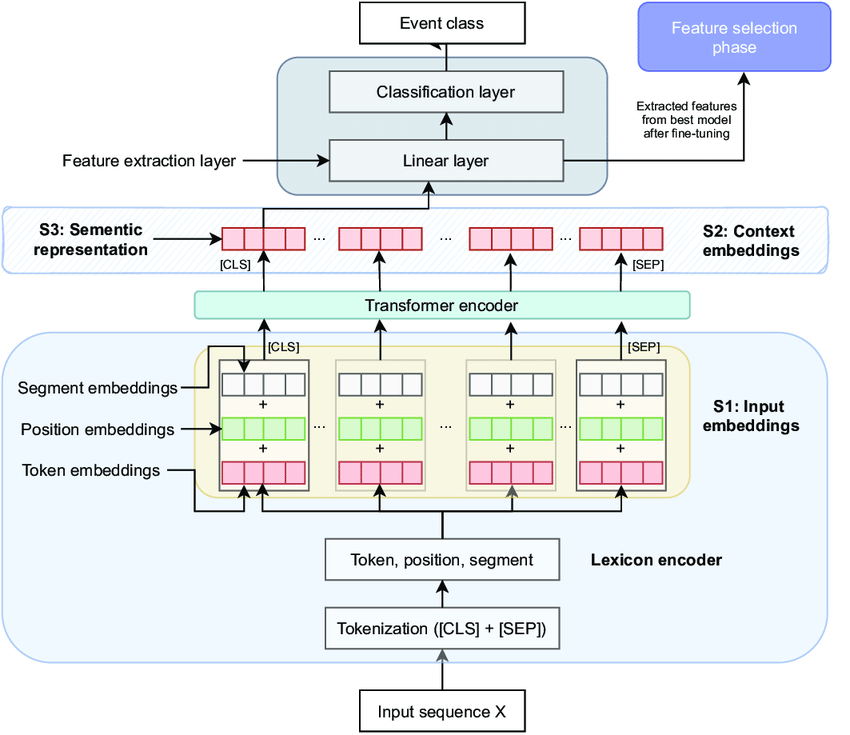 Event class
Feature selection
phase
Classification layer
Extracted features
from best model
after fine-tuning
Feature extraction layer
Linear layer
S3: Sementic
representation
...
...
...
S2: Context
embeddings
[CLS]
[SEP]
Transformer encoder
[CLS]
[SEP]
Segment embeddings
+
+
+
+
S1: Input
embeddings
Position embeddings
...
...
...
+
+
+
+
Token embeddings
Token, position, segment
Lexicon encoder
Tokenization ([CLS] + [SEP])
Input sequence X